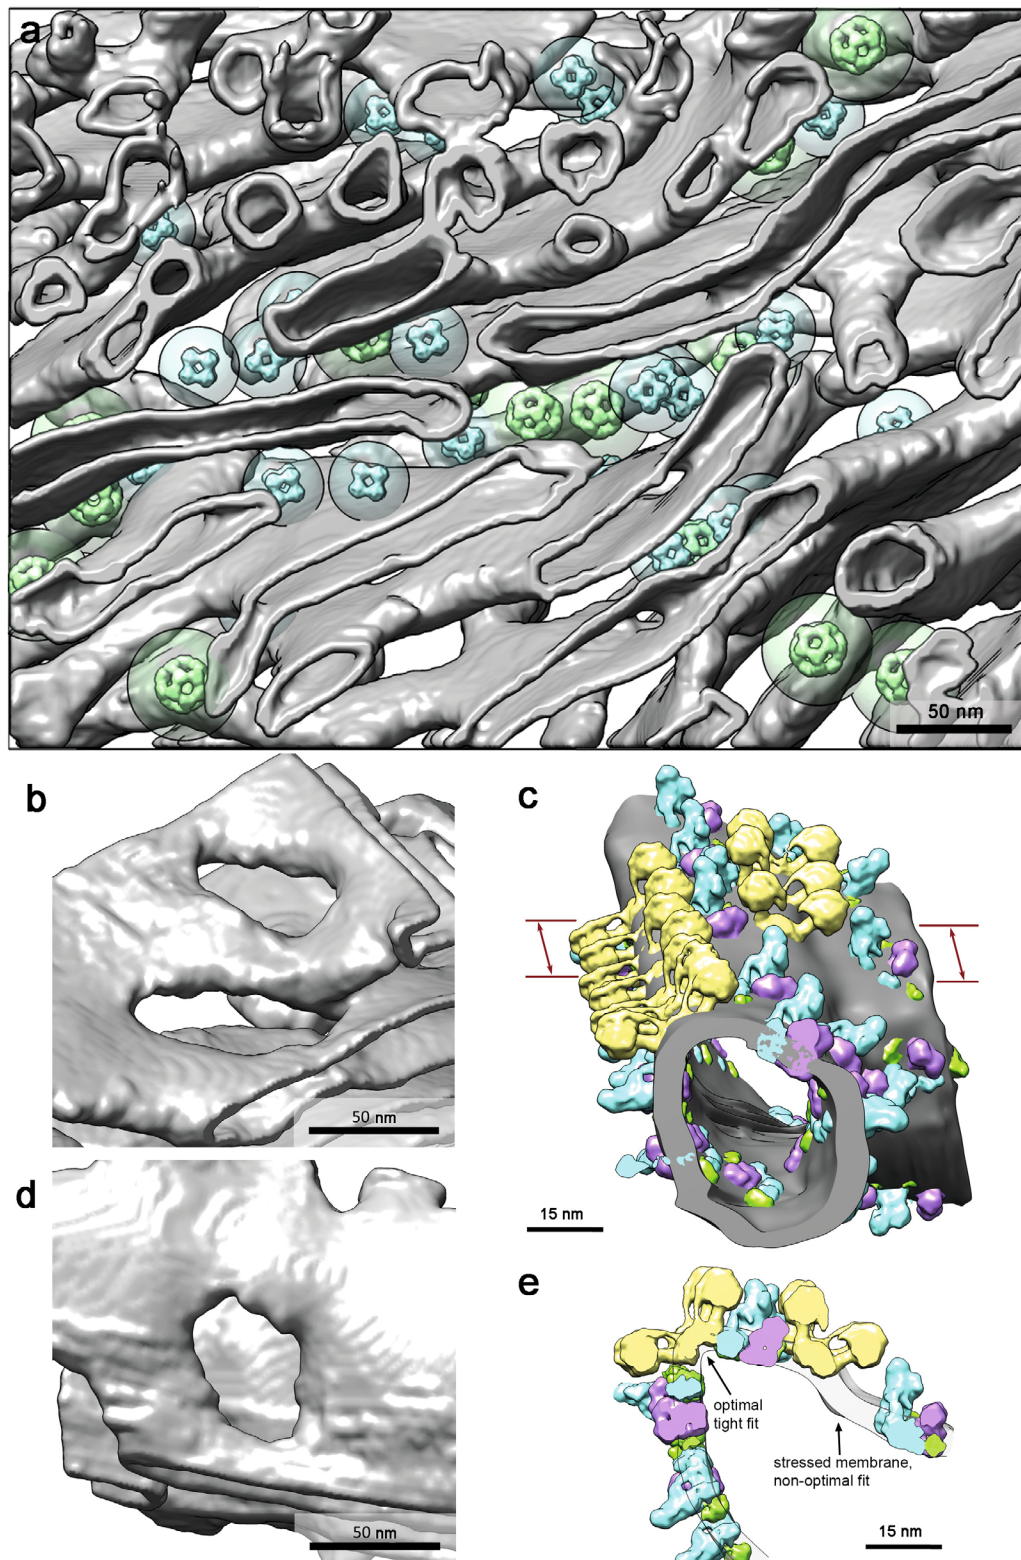 a
50 nm
b
50 nm
c
15 nm
d
50 nm
e
optimal
tight fit
stressed membrane,
non-optimal fit
15 nm